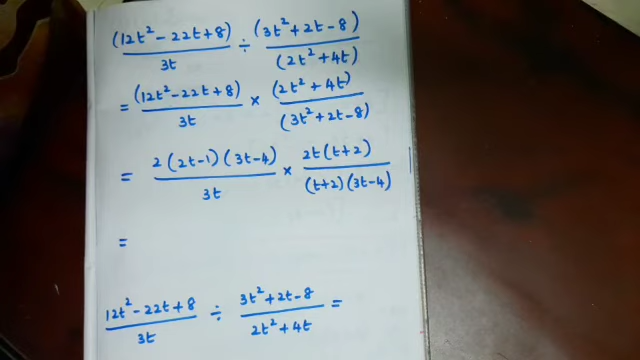 (12t² - 22t + 8)/3t ÷ (3t² + 2t - 8)/(2t² + 4t)
= (12t² - 22t + 8)/3t × (2t² + 4t)/(3t² + 2t - 8)
= 2(2t-1)(3t-4)/3t × 2t(t+2)/(t+2)(3t-4)
=
12t² - 22t + 8/3t ÷ 3t² + 2t - 8/2t² + 4t =